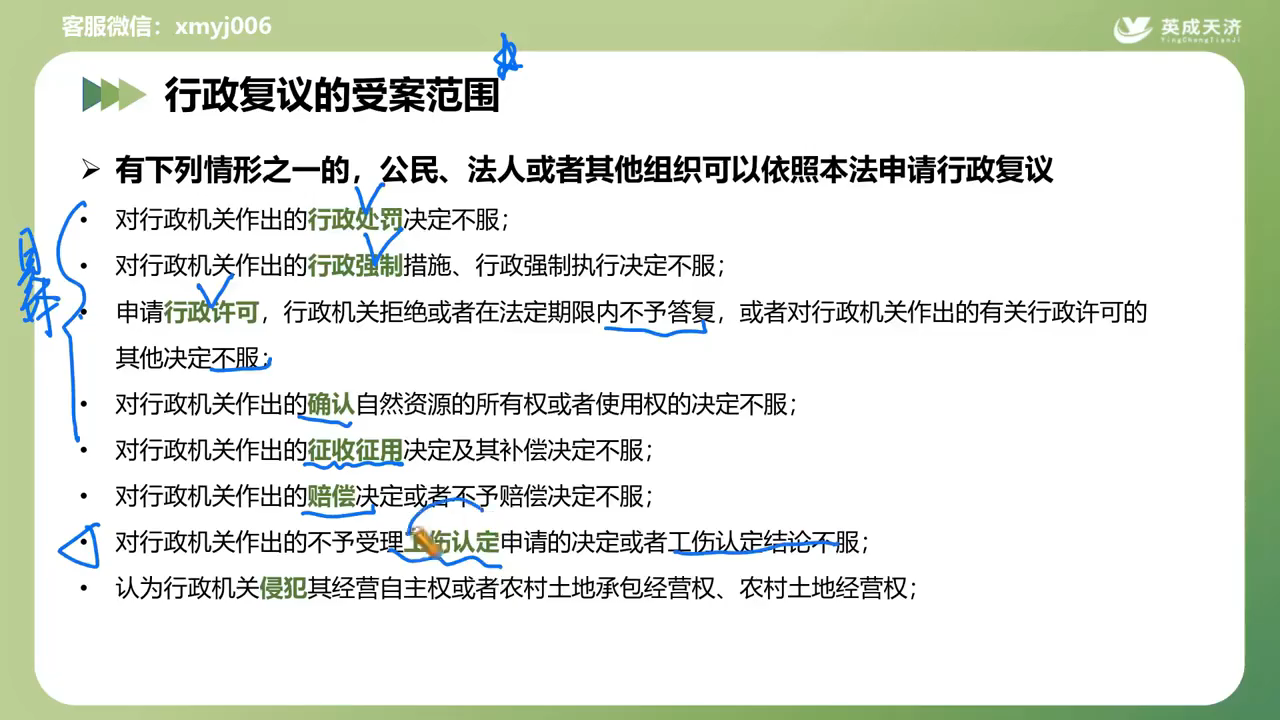 客服微信：xmyj006
英成天济
YingChengTianJi
行政复议的受案范围
有下列情形之一的，公民、法人或者其他组织可以依照本法申请行政复议
对行政机关作出的行政处罚决定不服；
对行政机关作出的行政强制措施、行政强制执行决定不服；
申请行政许可，行政机关拒绝或者在法定期限内不予答复，或者对行政机关作出的有关行政许可的
其他决定不服；
对行政机关作出的确认自然资源的所有权或者使用权的决定不服；
对行政机关作出的征收征用决定及其补偿决定不服；
对行政机关作出的赔偿决定或者不予赔偿决定不服；
对行政机关作出的不予受理工伤认定申请的决定或者工伤认定结论不服；
认为行政机关侵犯其经营自主权或者农村土地承包经营权、农村土地经营权；